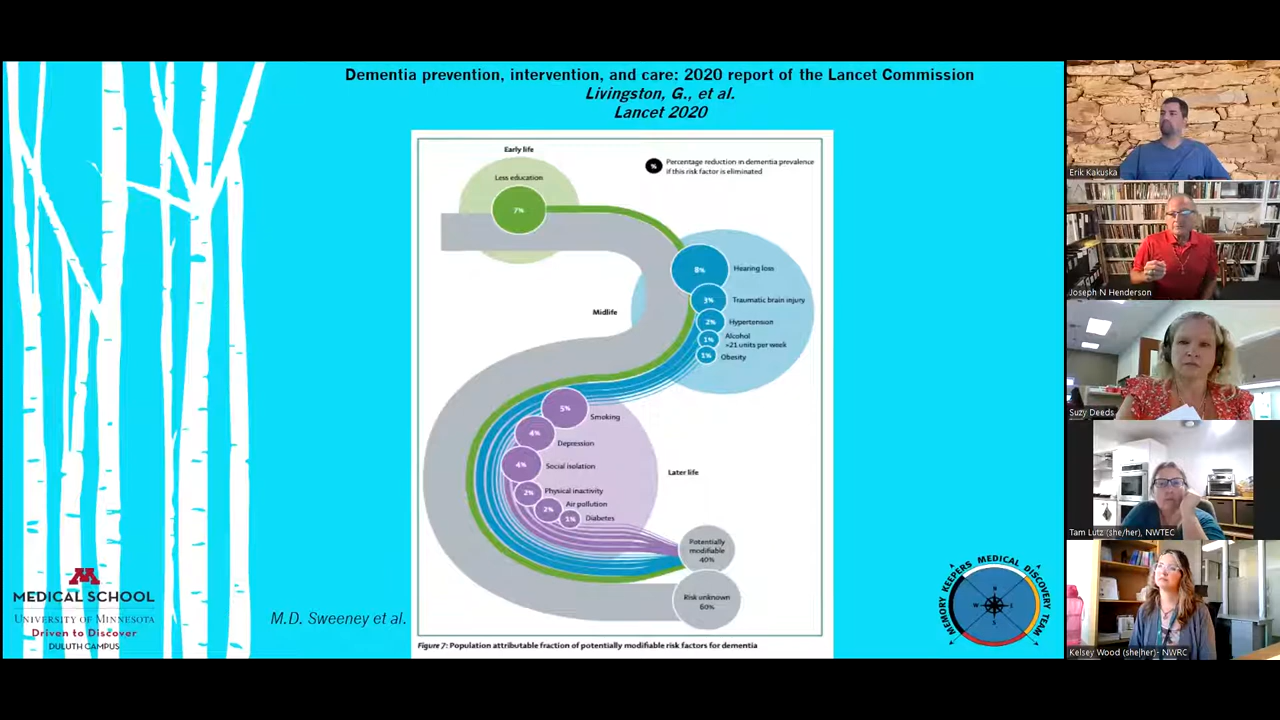 Dementia prevention, intervention, and care: 2020 report of the Lancet Commission
Livingston, G., et al.
Lancet 2020
Early life
Less education
7%
%
Percentage reduction in dementia prevalence
if this risk factor is eliminated
8%
Hearing loss
3%
Traumatic brain injury
Midlife
2%
Hypertension
1%
Alcohol
>21 units per week
1%
Obesity
5%
Smoking
4%
Depression
4%
Social isolation
Later life
2%
Physical inactivity
2%
Air pollution
1%
Diabetes
Potentially
modifiable
40%
Risk unknown
60%
Figure 7: Population attributable fraction of potentially modifiable risk factors for dementia
M
MEDICAL SCHOOL
UNIVERSITY OF MINNESOTA
Driven to Discover
DULUTH CAMPUS
M.D. Sweeney et al.
MEMORY KEEPERS MEDICAL DISCOVERY TEAM
N
W
E
S
Erik Kakuska
Joseph N Henderson
Suzy Deeds
Tam Lutz (she/her), NWTEC
Kelsey Wood (she|her)- NWRC